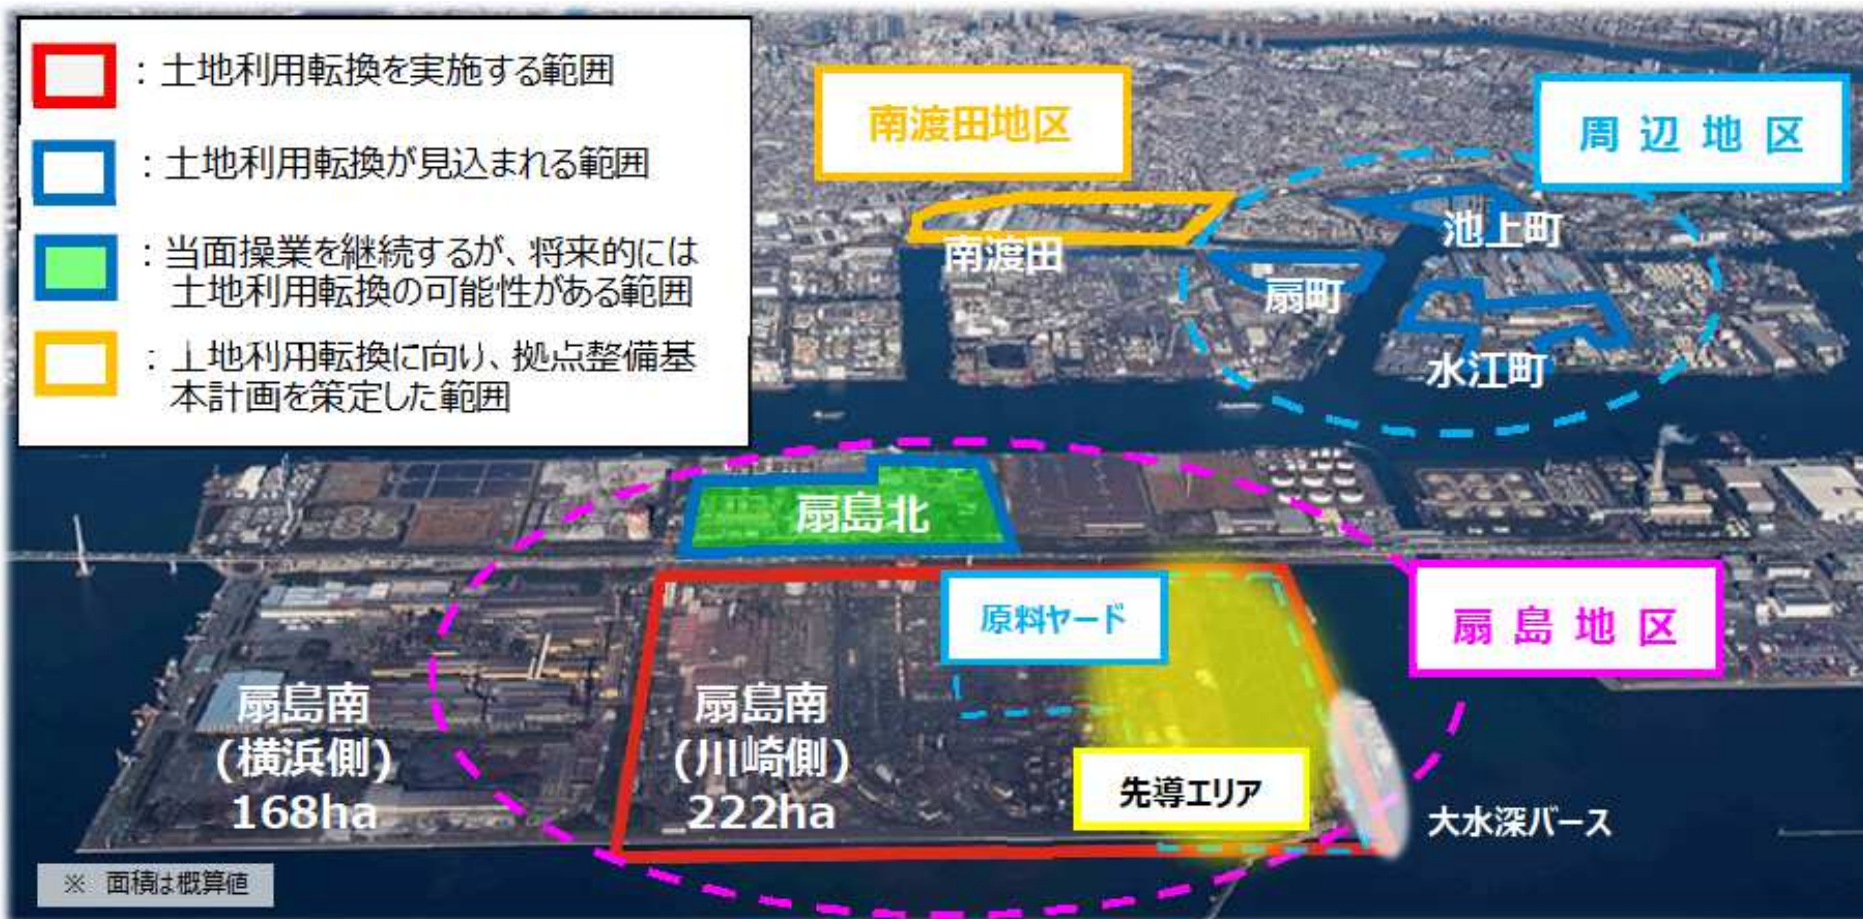 ：土地利用転換を実施する範囲
：土地利用転換が見込まれる範囲
：当面操業を継続するが、将来的には
土地利用転換の可能性がある範囲
：土地利用転換に向け、拠点整備基
本計画を策定した範囲
南渡田地区
周辺地区
池上町
南渡田
扇町
水江町
扇島北
原料ヤード
扇島地区
扇島南
(横浜側)
168ha
扇島南
(川崎側)
222ha
先導エリア
大水深バース
※ 面積は概算値